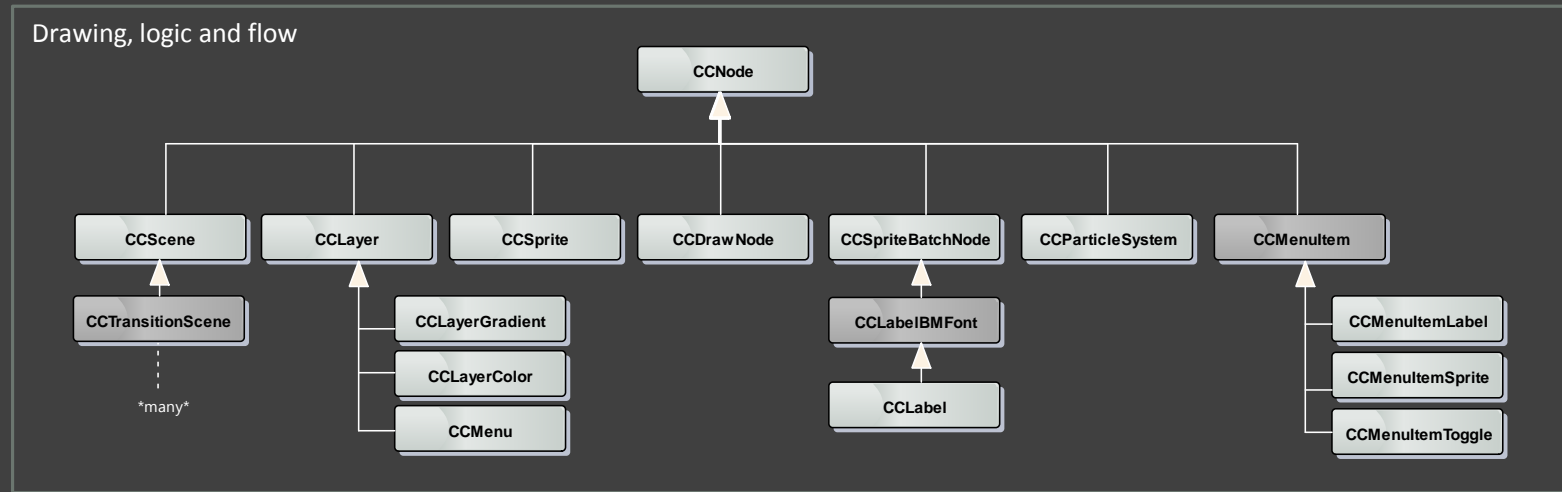 Drawing, logic and flow
CCNode
CCScene
CCLayer
CCSprite
CCDrawNode
CCSpriteBatchNode
CCParticleSystem
CCMenuItem
CCTransitionScene
CCLayerGradient
CCLabelBMFont
CCMenuItemLabel
CCLayerColor
CCMenuItemSprite
*many*
CCLabel
CCMenu
CCMenuItemToggle